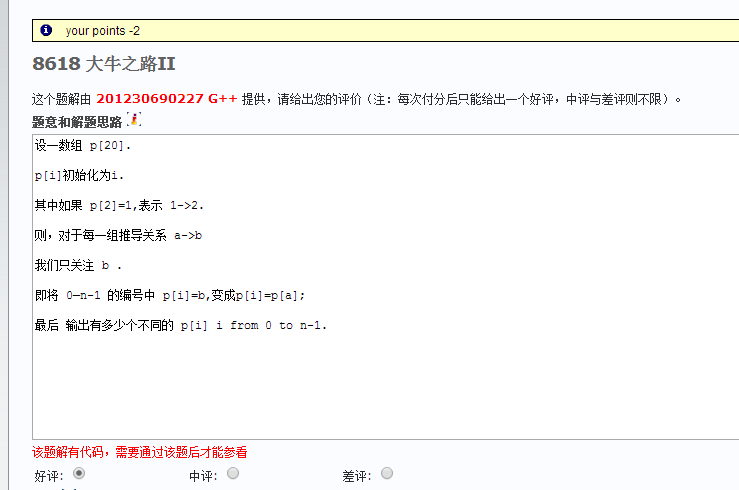 your points -2
8618 大牛之路II
这个题解由 201230690227 G++ 提供，请给出您的评价（注：每次付分后只能给出一个好评，中评与差评则不限）。
题意和解题思路
设一数组 p[20].
p[i]初始化为i.
其中如果 p[2]=1,表示 1->2.
则，对于每一组推导关系 a->b
我们只关注 b .
即将 0—n-1 的编号中 p[i]=b,变成p[i]=p[a];
最后 输出有多少个不同的 p[i] i from 0 to n-1.
该题解有代码，需要通过该题后才能参看
好评: 中评: 差评: